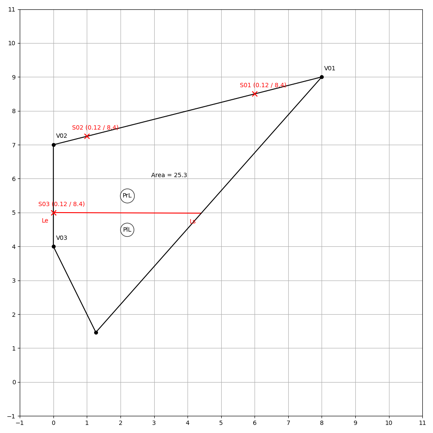 11
10
9
8
7
6
5
4
3
2
1
0
−1
V01
S01 (0.12 / 8.4)
S02 (0.12 / 8.4)
V02
Area = 25.3
PrL
S03 (0.12 / 8.4)
Le
Ls
PlL
V03
−1 0 1 2 3 4 5 6 7 8 9 10 11